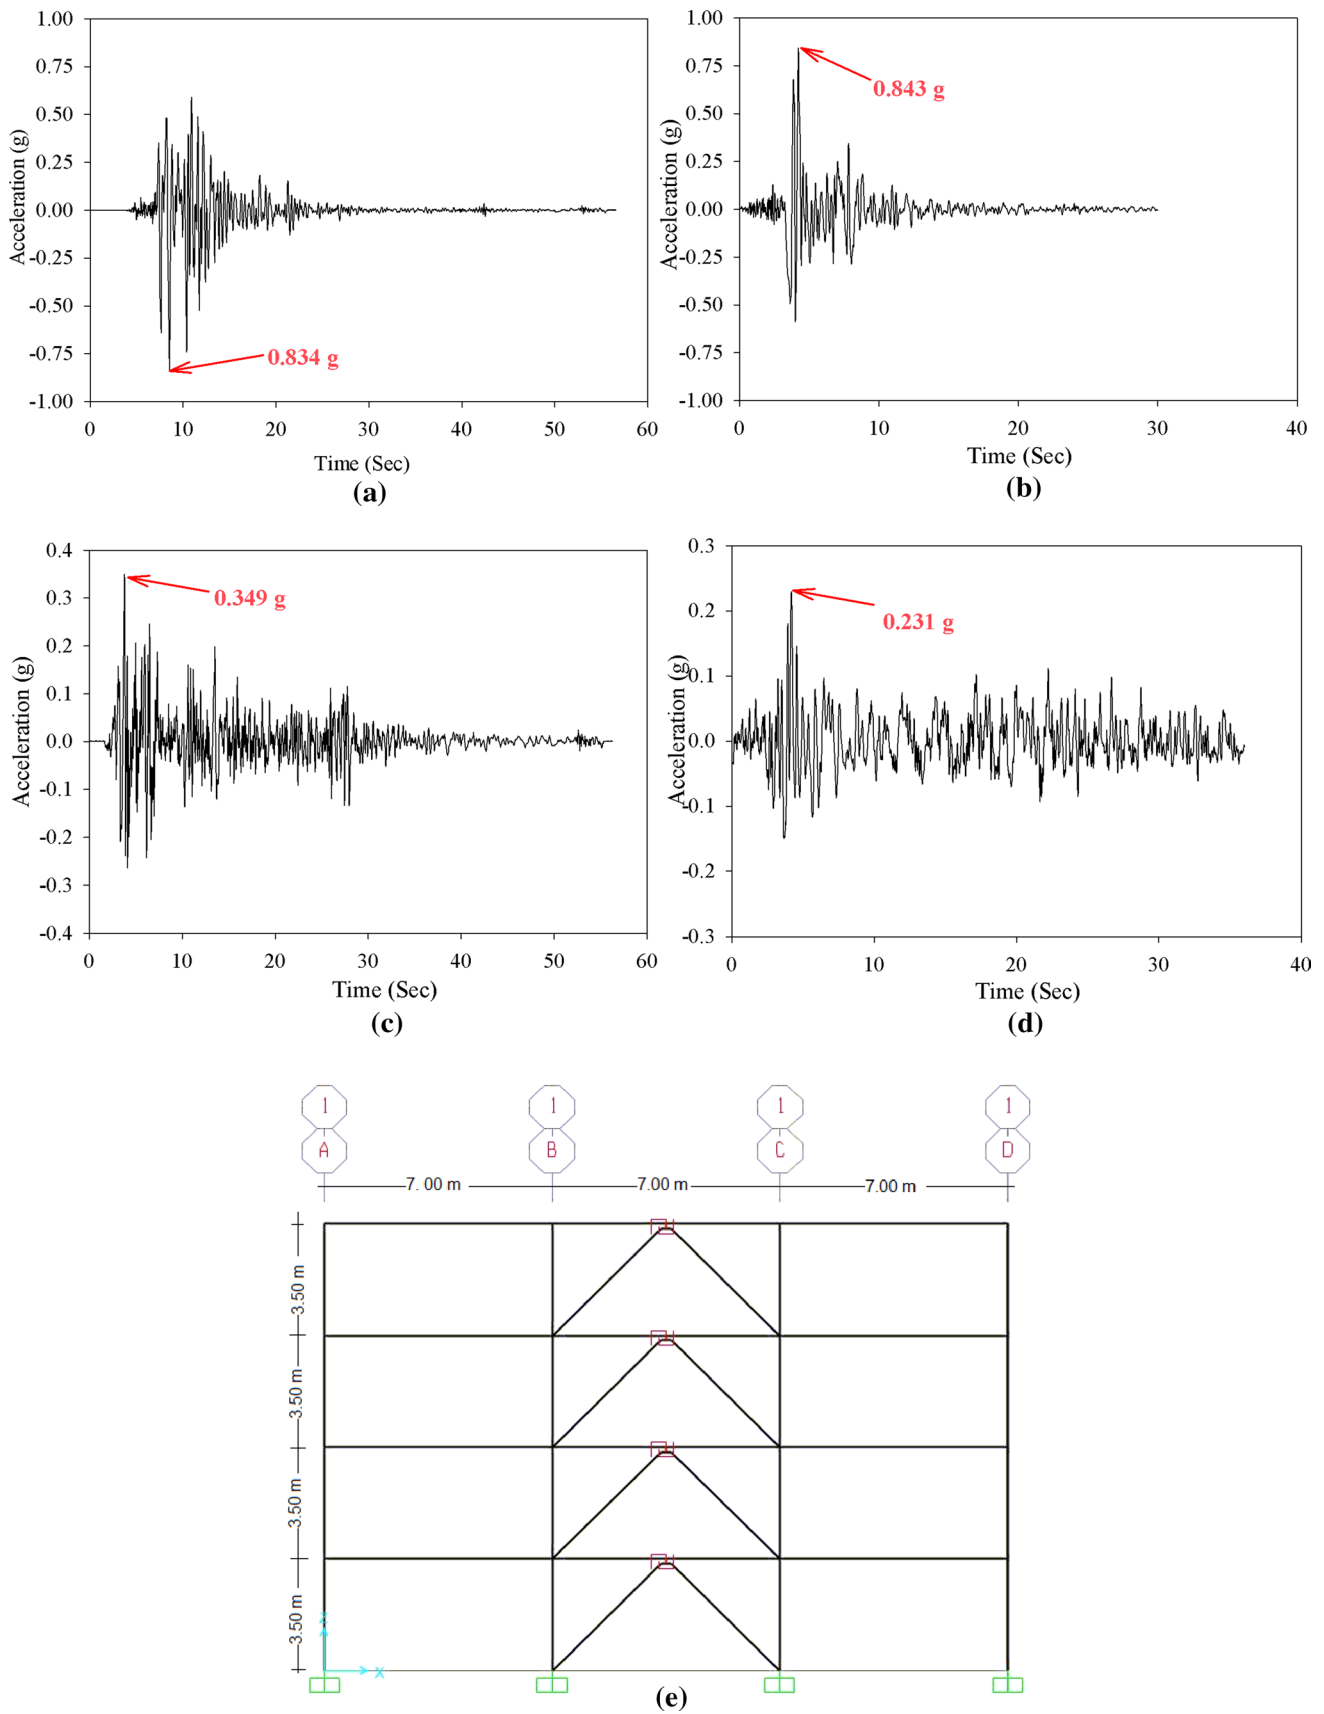 1.00
0.75
0.50
0.25
0.00
-0.25
-0.50
-0.75
-1.00
Acceleration (g)
0.834 g
0 10 20 30 40 50 60
Time (Sec)
(a)
1.00
0.75
0.50
0.25
0.00
-0.25
-0.50
-0.75
-1.00
Acceleration (g)
0.843 g
0 10 20 30 40
Time (Sec)
(b)
0.4
0.3
0.2
0.1
0.0
-0.1
-0.2
-0.3
-0.4
Acceleration (g)
0.349 g
0 10 20 30 40 50 60
Time (Sec)
(c)
0.3
0.2
0.1
0.0
-0.1
-0.2
-0.3
Acceleration (g)
0.231 g
0 10 20 30 40
Time (Sec)
(d)
1 1 1 1
A B C D
7.00 m 7.00 m 7.00 m
3.50 m
3.50 m
3.50 m
3.50 m
Z
X
(e)